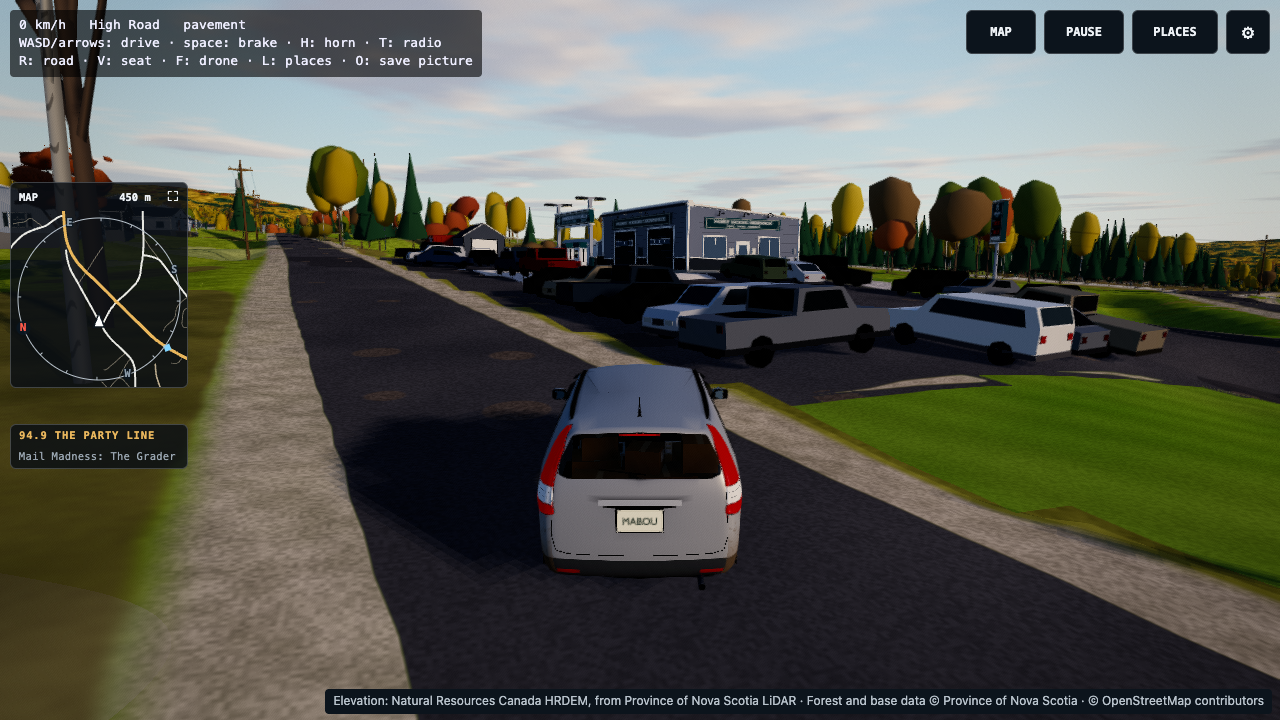 0 km/h High Road pavement
WASD/arrows: drive · space: brake · H: horn · T: radio
R: road · V: seat · F: drone · L: places · O: save picture
MAP
PAUSE
PLACES
MAP 450 m
E
S
N
W
94.9 THE PARTY LINE
Mail Madness: The Grader
MABOU
Elevation: Natural Resources Canada HRDEM, from Province of Nova Scotia LiDAR · Forest and base data © Province of Nova Scotia · © OpenStreetMap contributors